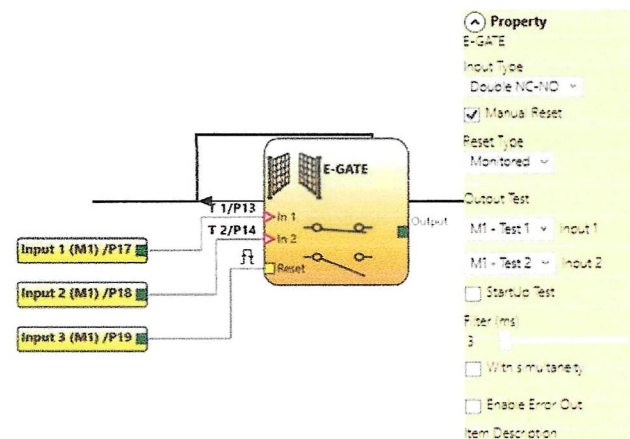 Property
E-GATE
Input Type
Double NC-NO
Manual Reset
Reset Type
Monitored
Output Test
M1 - Test 1 Input 1
M1 - Test 2 Input 2
StartUp Test
Filter (ms)
3
With simultaneity
Enable Error Out
Item Description
E-GATE
T 1/P13
In 1
T 2/P14
In 2
Output
Reset
Input 1 (M1) /P17
Input 2 (M1) /P18
Input 3 (M1) /P19